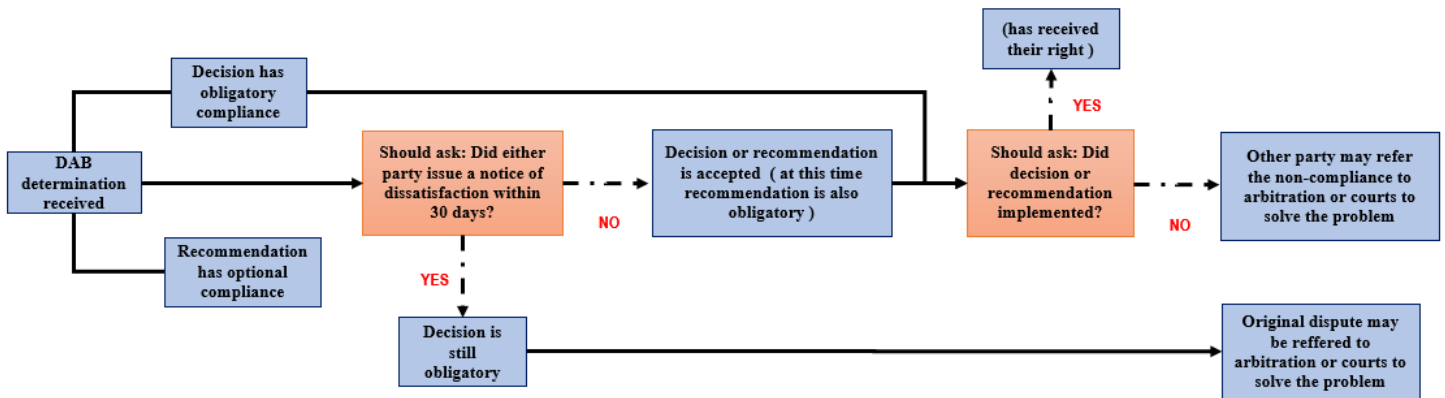 (has received
their right )
Decision has
obligatory
compliance
YES
DAB
determination
received
Should ask: Did either
party issue a notice of
dissatisfaction within
30 days?
NO
Decision or recommendation
is accepted ( at this time
recommendation is also
obligatory )
Should ask: Did
decision or
recommendation
implemented?
NO
Other party may refer
the non-compliance to
arbitration or courts to
solve the problem
Recommendation
has optional
compliance
YES
Decision is
still
obligatory
Original dispute may
be reffered to
arbitration or courts to
solve the problem